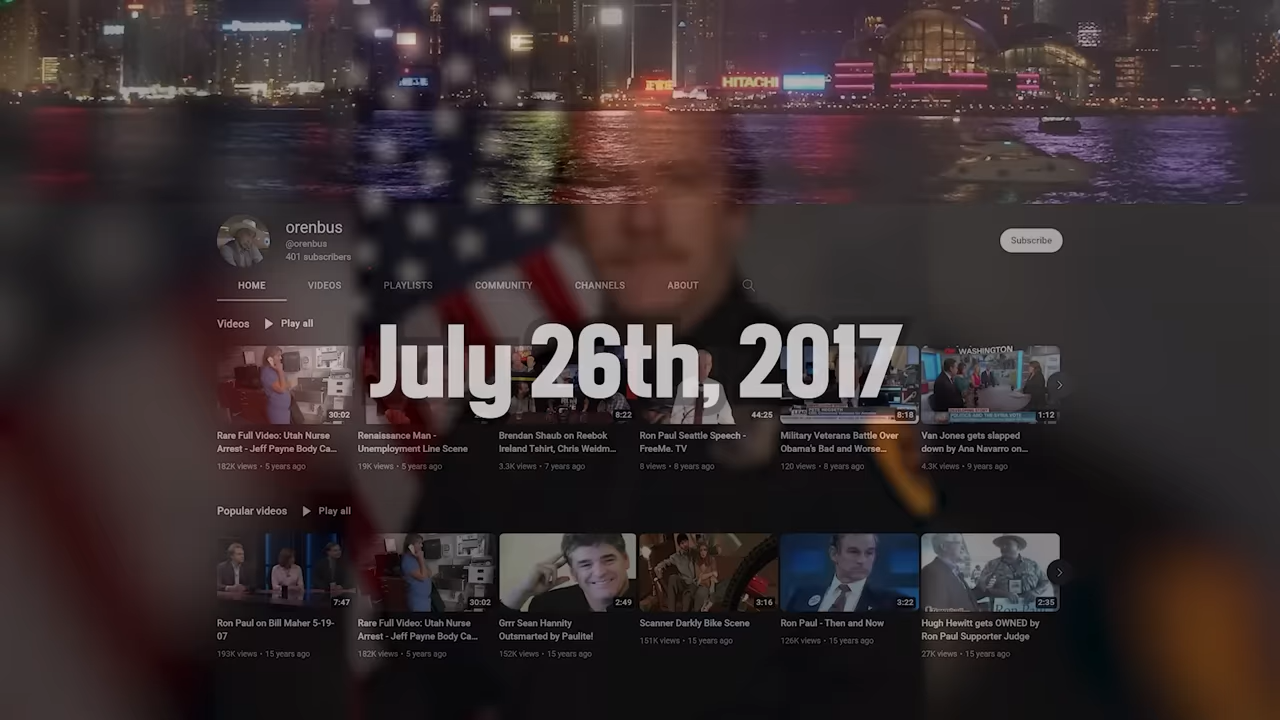 Panasonic
HITACHI
orenbus
@orenbus
401 subscribers
Subscribe
HOME
VIDEOS
PLAYLISTS
COMMUNITY
CHANNELS
ABOUT
Videos
Play all
July 26th, 2017
WASHINGTON
30:02
8:22
44:25
8:18
1:12
Rare Full Video: Utah Nurse
Arrest - Jeff Payne Body Ca...
182K views • 5 years ago
Renaissance Man -
Unemployment Line Scene
19K views • 5 years ago
Brendan Shaub on Reebok
Ireland Tshirt, Chris Weidm...
3.3K views • 7 years ago
Ron Paul Seattle Speech -
FreeMe. TV
8 views • 8 years ago
Military Veterans Battle Over
Obama's Bad and Worse...
120 views • 8 years ago
Van Jones gets slapped
down by Ana Navarro on...
4.3K views • 9 years ago
Popular videos
Play all
7:47
30:02
2:49
3:16
3:22
2:35
Ron Paul on Bill Maher 5-19-
07
193K views • 15 years ago
Rare Full Video: Utah Nurse
Arrest - Jeff Payne Body Ca...
182K views • 5 years ago
Grrr Sean Hannity
Outsmarted by Paulite!
152K views • 15 years ago
Scanner Darkly Bike Scene
151K views • 15 years ago
Ron Paul - Then and Now
126K views • 15 years ago
Hugh Hewitt gets OWNED by
Ron Paul Supporter Judge
27K views • 15 years ago